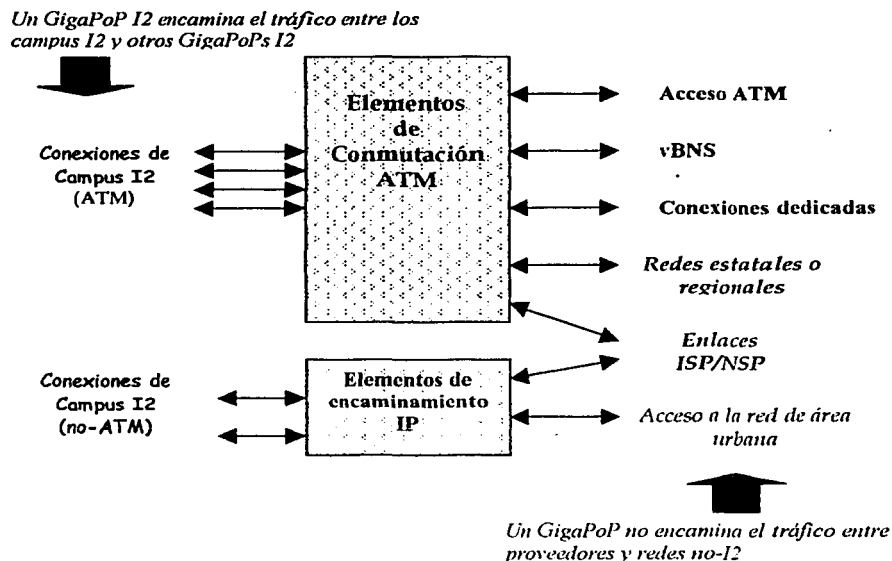 Un GigaPoP I2 encamina el tráfico entre los
campus I2 y otros GigaPoPs I2
Conexiones de
Campus I2
(ATM)
Elementos
de
Conmutación
ATM
Acceso ATM
vBNS
Conexiones dedicadas
Redes estatales o
regionales
Enlaces
ISP/NSP
Conexiones de
Campus I2
(no-ATM)
Elementos de
encaminamiento
IP
Acceso a la red de área
urbana
Un GigaPoP no encamina el tráfico entre
proveedores y redes no-I2